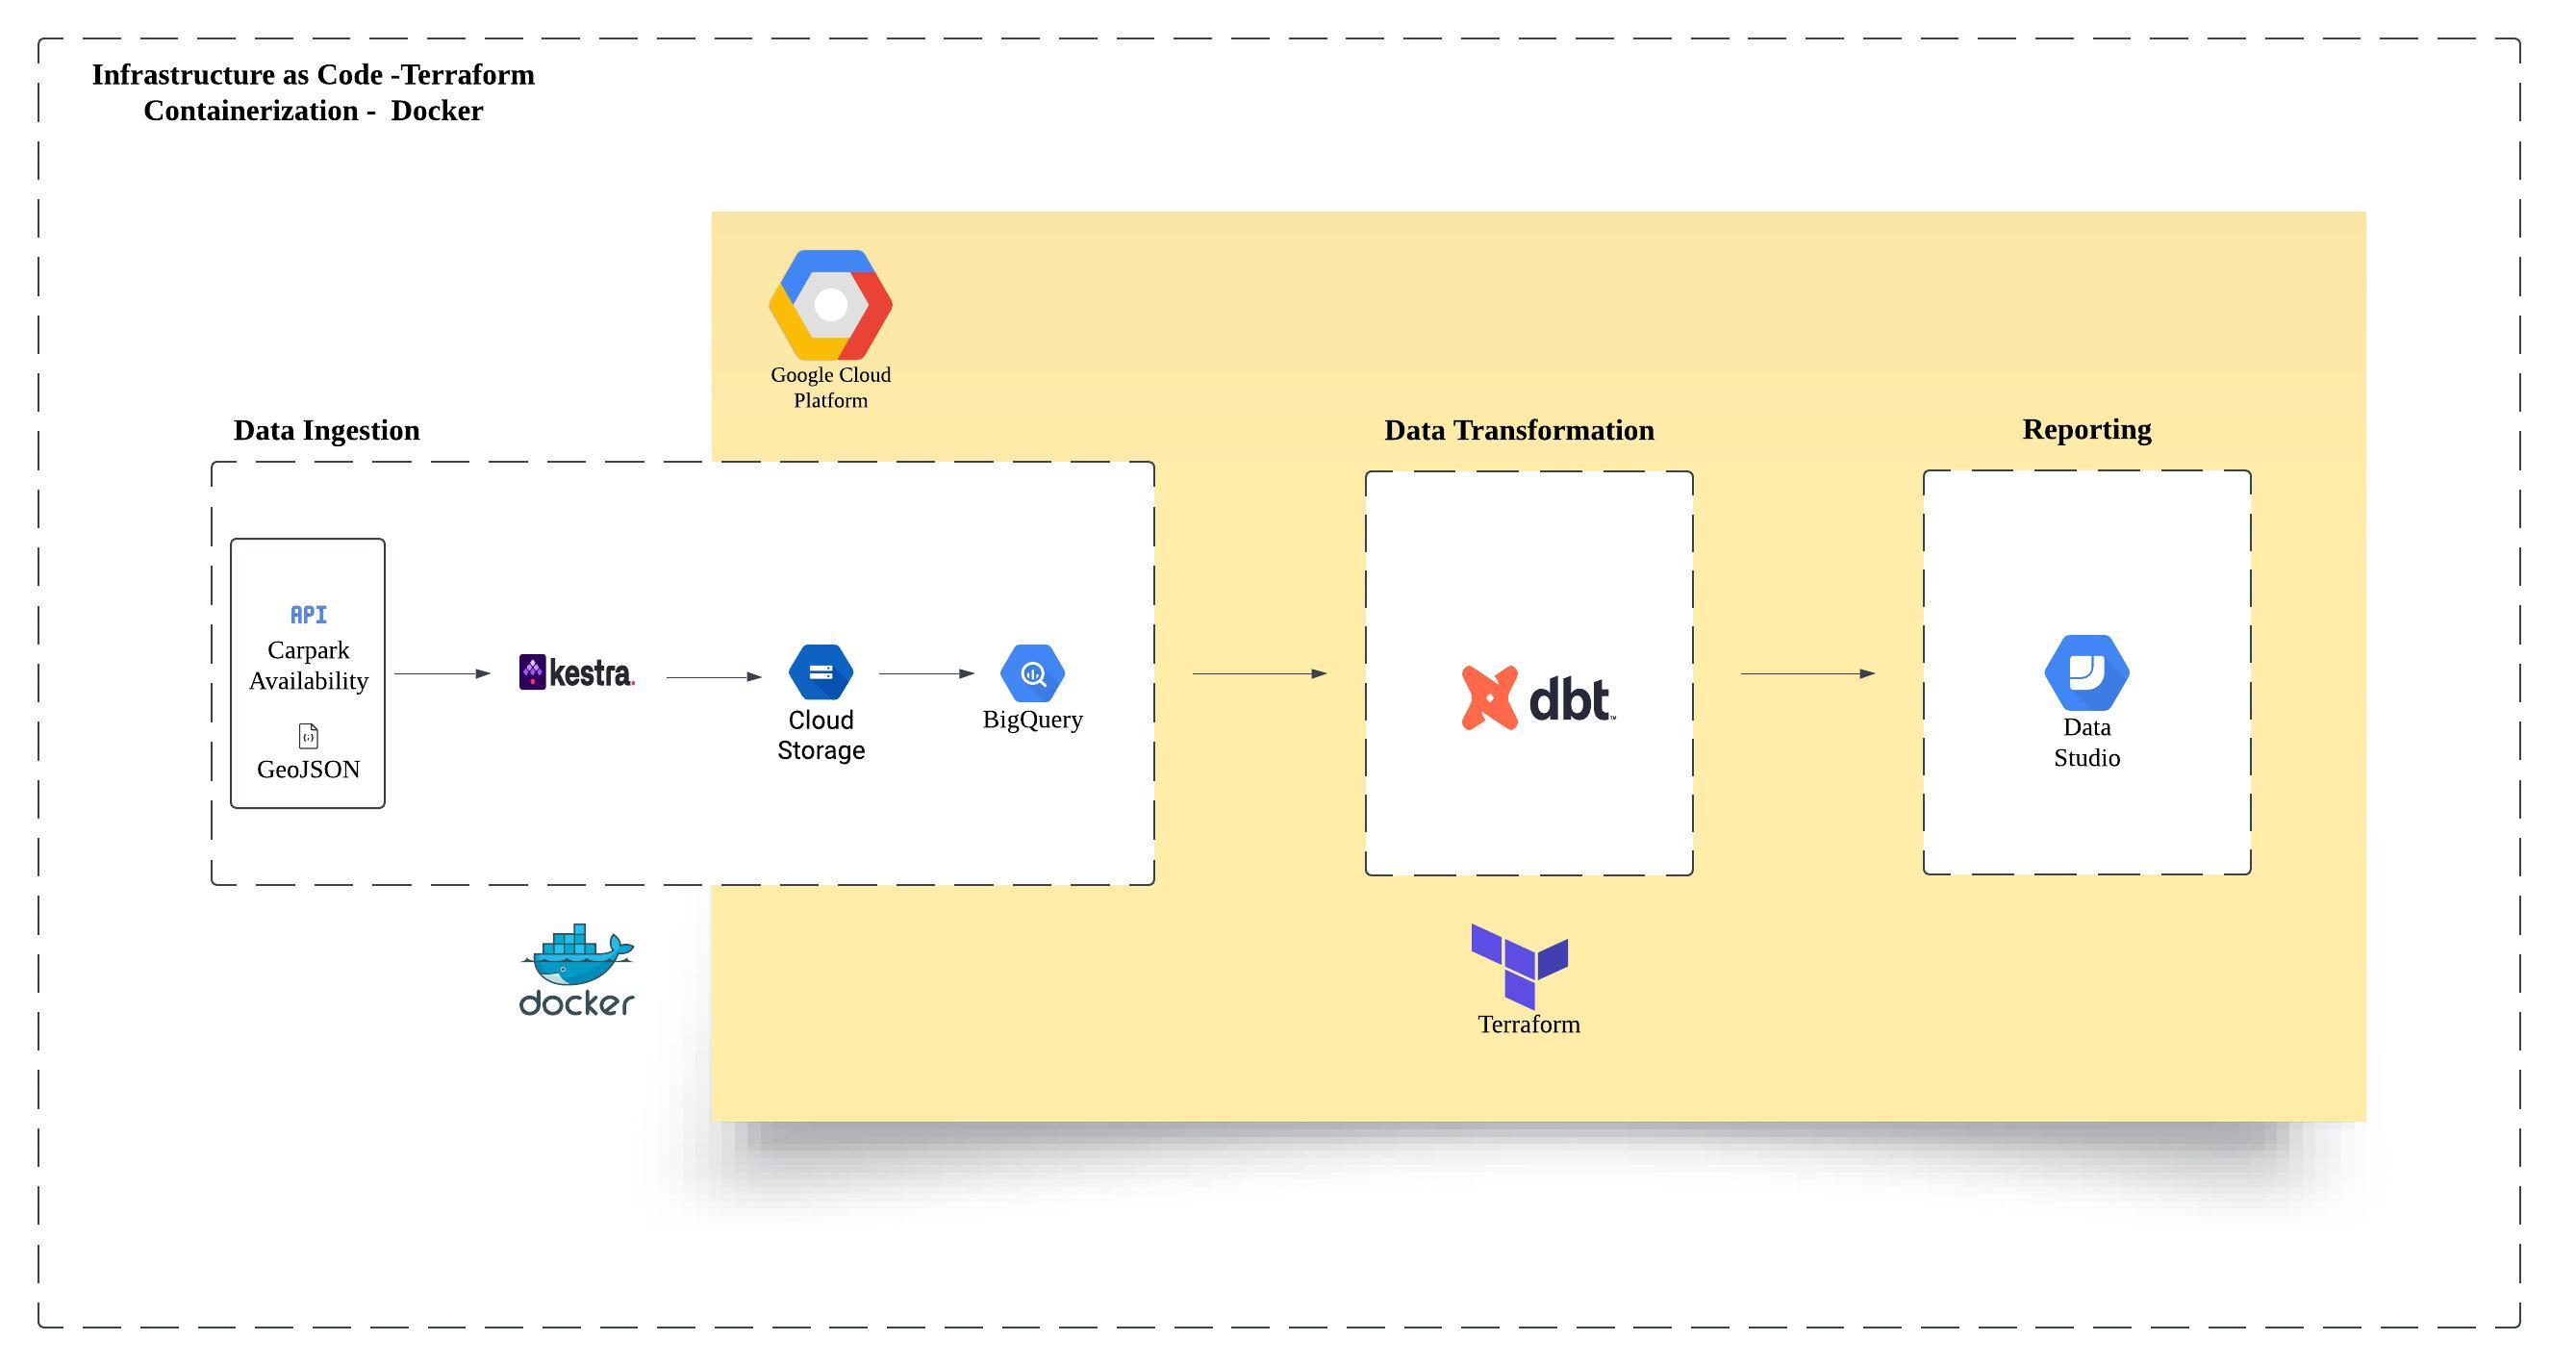 Infrastructure as Code -Terraform
Containerization - Docker
Google Cloud
Platform
Data Ingestion
Data Transformation
Reporting
API
Carpark
Availability
{;}
GeoJSON
kestra.
Cloud
Storage
BigQuery
dbt™
Data
Studio
docker
Terraform